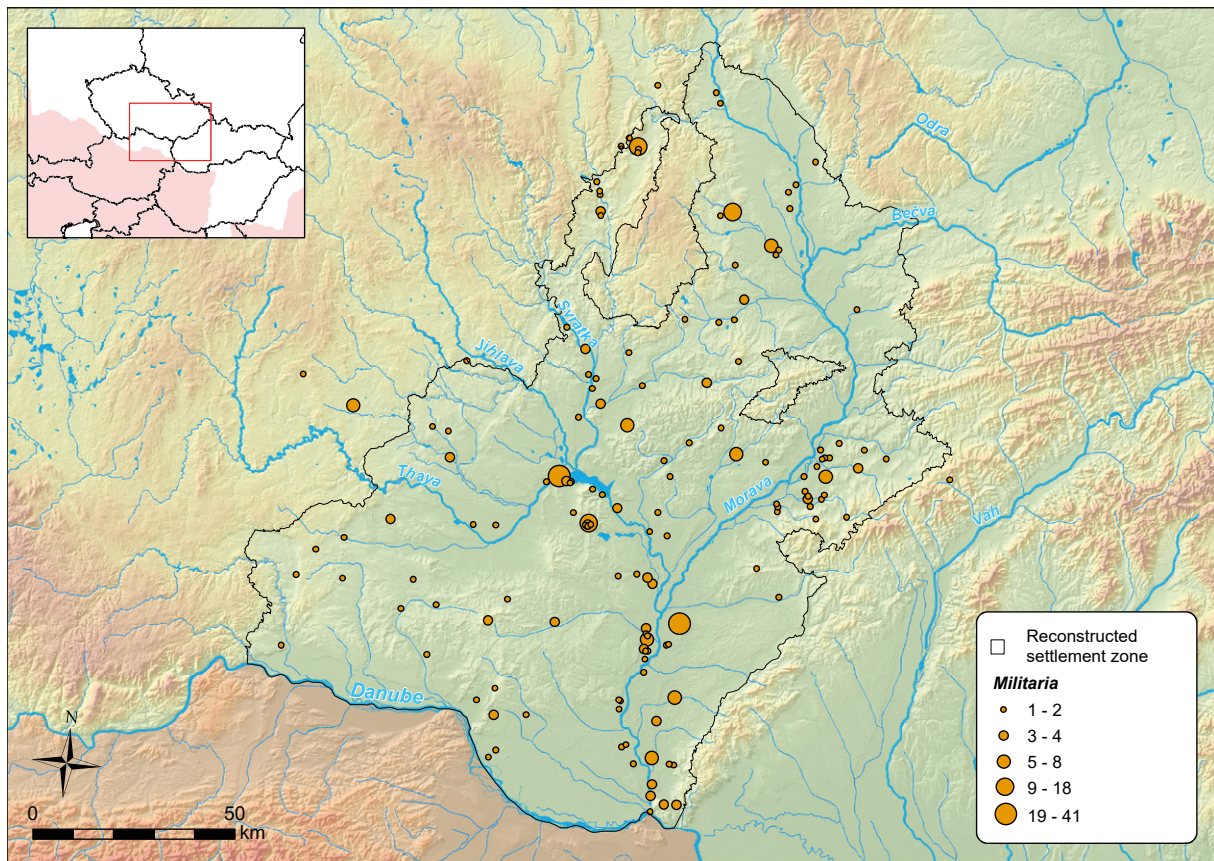 Odra
Bečva
Svratka
Jihlava
Thaya
Morava
Váh
Danube
N
0
50
km
Reconstructed
settlement zone
Militaria
1 - 2
3 - 4
5 - 8
9 - 18
19 - 41